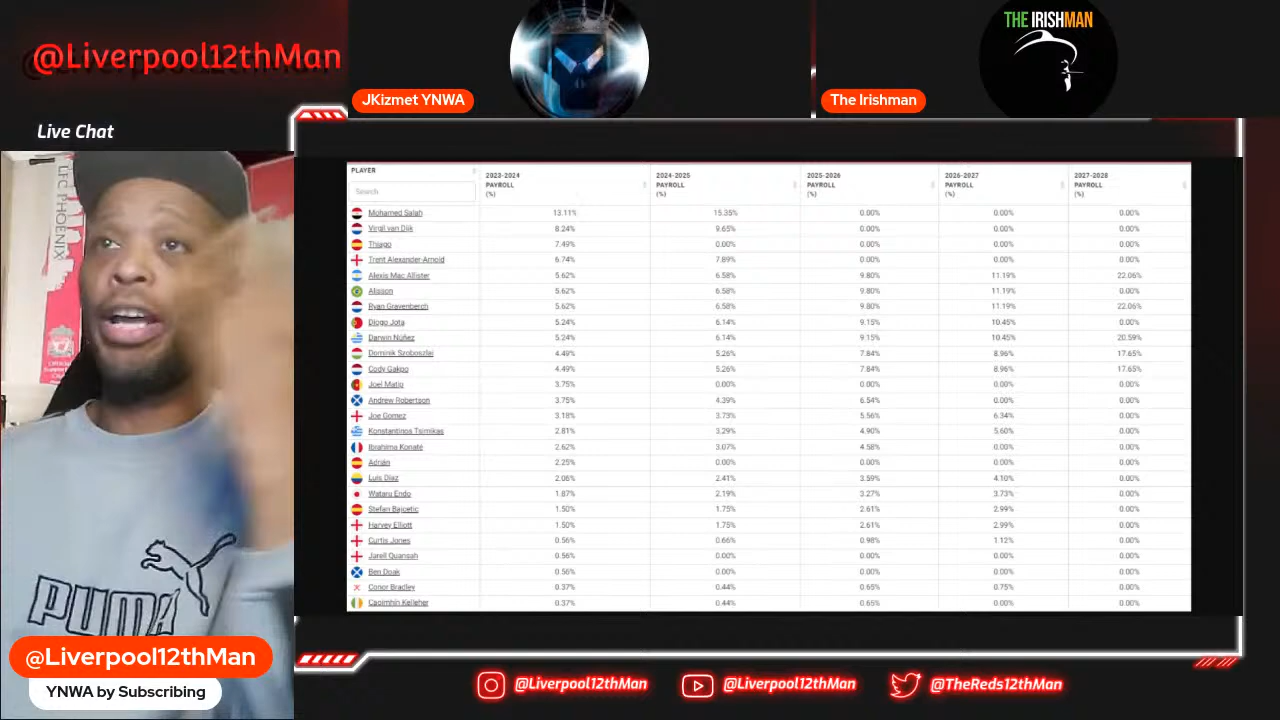 @Liverpool12thMan
JKizmet YNWA
THE IRISHMAN
The Irishman
Live Chat
LFC PHOENIX
PUMA
@Liverpool12thMan
YNWA by Subscribing
PLAYER 2023-2024 PAYROLL (%) 2024-2025 PAYROLL (%) 2025-2026 PAYROLL (%) 2026-2027 PAYROLL (%) 2027-2028 PAYROLL (%)
Search
Mohamed Salah 13.11% 15.35% 0.00% 0.00% 0.00%
Virgil van Dijk 8.24% 9.65% 0.00% 0.00% 0.00%
Thiago 7.49% 0.00% 0.00% 0.00% 0.00%
Trent Alexander-Arnold 6.74% 7.89% 0.00% 0.00% 0.00%
Alexis Mac Allister 5.62% 6.58% 9.80% 11.19% 22.06%
Alisson 5.62% 6.58% 9.80% 11.19% 0.00%
Ryan Gravenberch 5.62% 6.58% 9.80% 11.19% 22.06%
Diogo Jota 5.24% 6.14% 9.15% 10.45% 0.00%
Darwin Núñez 5.24% 6.14% 9.15% 10.45% 20.59%
Dominik Szoboszlai 4.49% 5.26% 7.84% 8.96% 17.65%
Cody Gakpo 4.49% 5.26% 7.84% 8.96% 17.65%
Joel Matip 3.75% 0.00% 0.00% 0.00% 0.00%
Andrew Robertson 3.75% 4.39% 6.54% 0.00% 0.00%
Joe Gomez 3.18% 3.73% 5.56% 6.34% 0.00%
Konstantinos Tsimikas 2.81% 3.29% 4.90% 5.60% 0.00%
Ibrahima Konaté 2.62% 3.07% 4.58% 0.00% 0.00%
Adrián 2.25% 0.00% 0.00% 0.00% 0.00%
Luis Díaz 2.06% 2.41% 3.59% 4.10% 0.00%
Wataru Endo 1.87% 2.19% 3.27% 3.73% 0.00%
Stefan Bajcetic 1.50% 1.75% 2.61% 2.99% 0.00%
Harvey Elliott 1.50% 1.75% 2.61% 2.99% 0.00%
Curtis Jones 0.56% 0.66% 0.98% 1.12% 0.00%
Jarell Quansah 0.56% 0.00% 0.00% 0.00% 0.00%
Ben Doak 0.56% 0.00% 0.00% 0.00% 0.00%
Conor Bradley 0.37% 0.44% 0.65% 0.75% 0.00%
Caoimhin Kelleher 0.37% 0.44% 0.65% 0.00% 0.00%
@Liverpool12thMan
@Liverpool12thMan
@TheReds12thMan